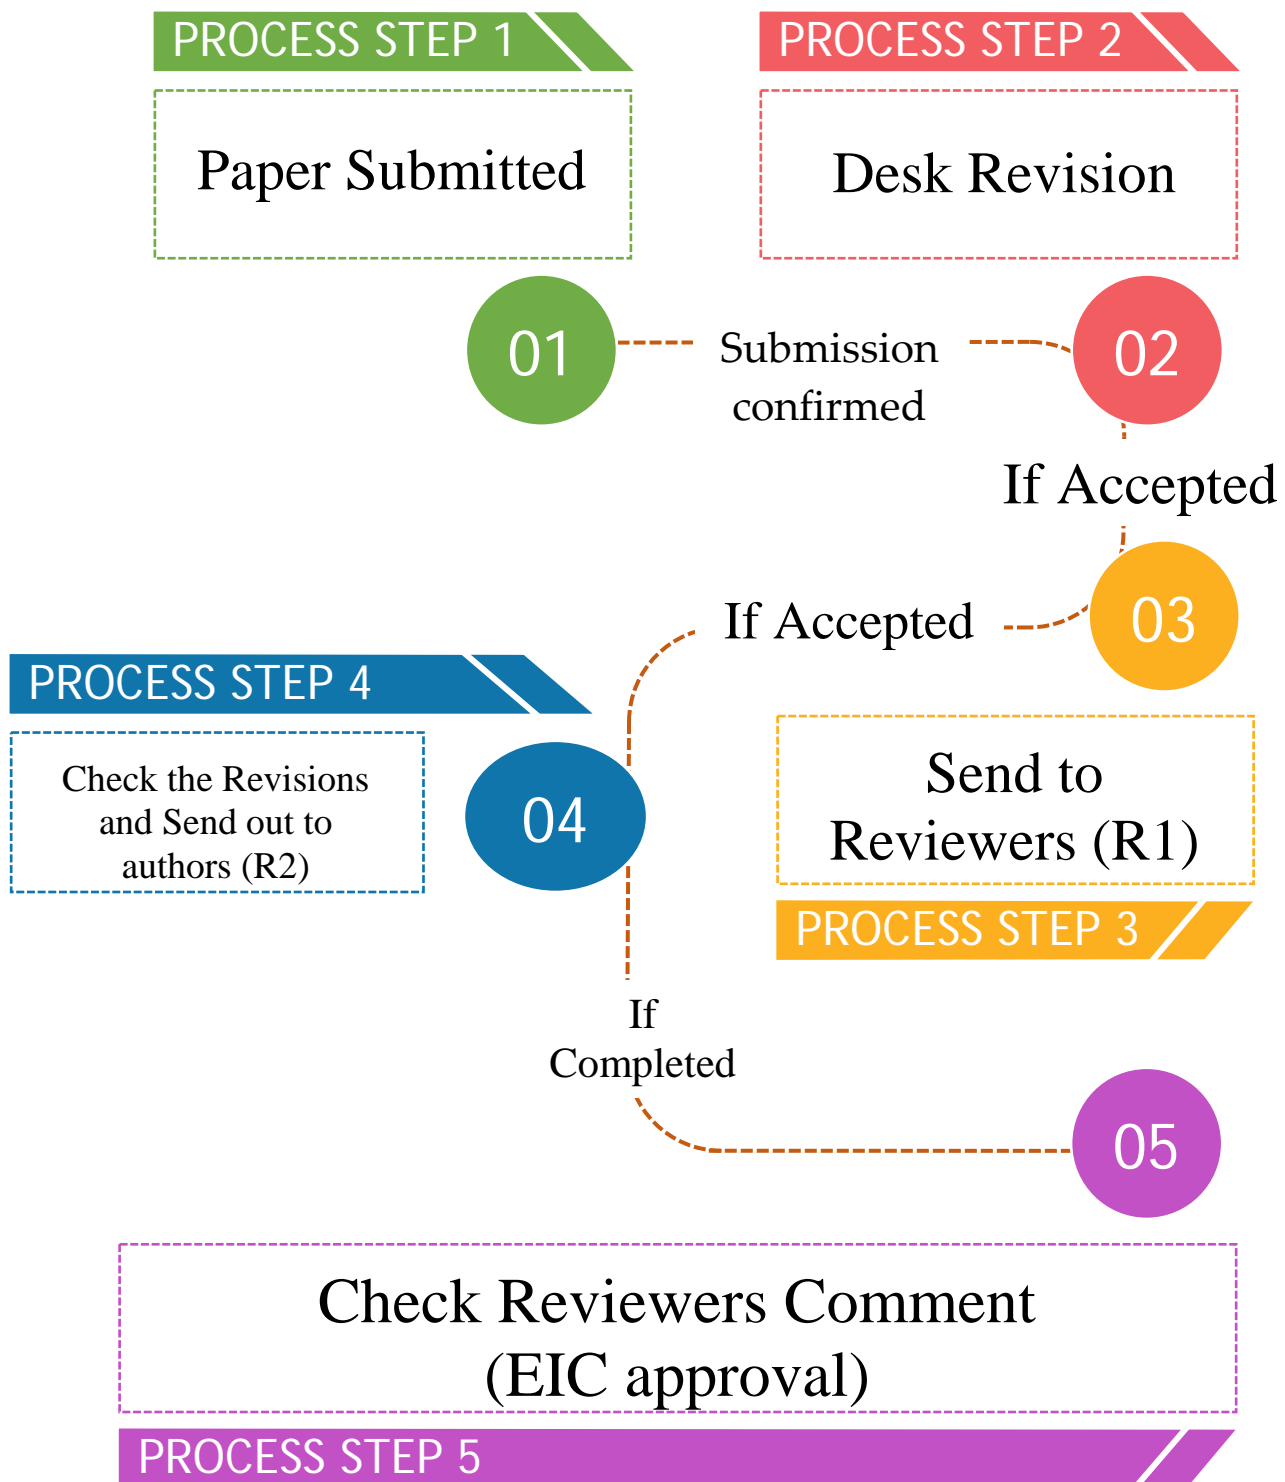 PROCESS STEP 1
Paper Submitted
01
Submission
confirmed
PROCESS STEP 2
Desk Revision
02
If Accepted
03
Send to
Reviewers (R1)
PROCESS STEP 3
If Accepted
PROCESS STEP 4
Check the Revisions
and Send out to
authors (R2)
04
If
Completed
05
Check Reviewers Comment
(EIC approval)
PROCESS STEP 5